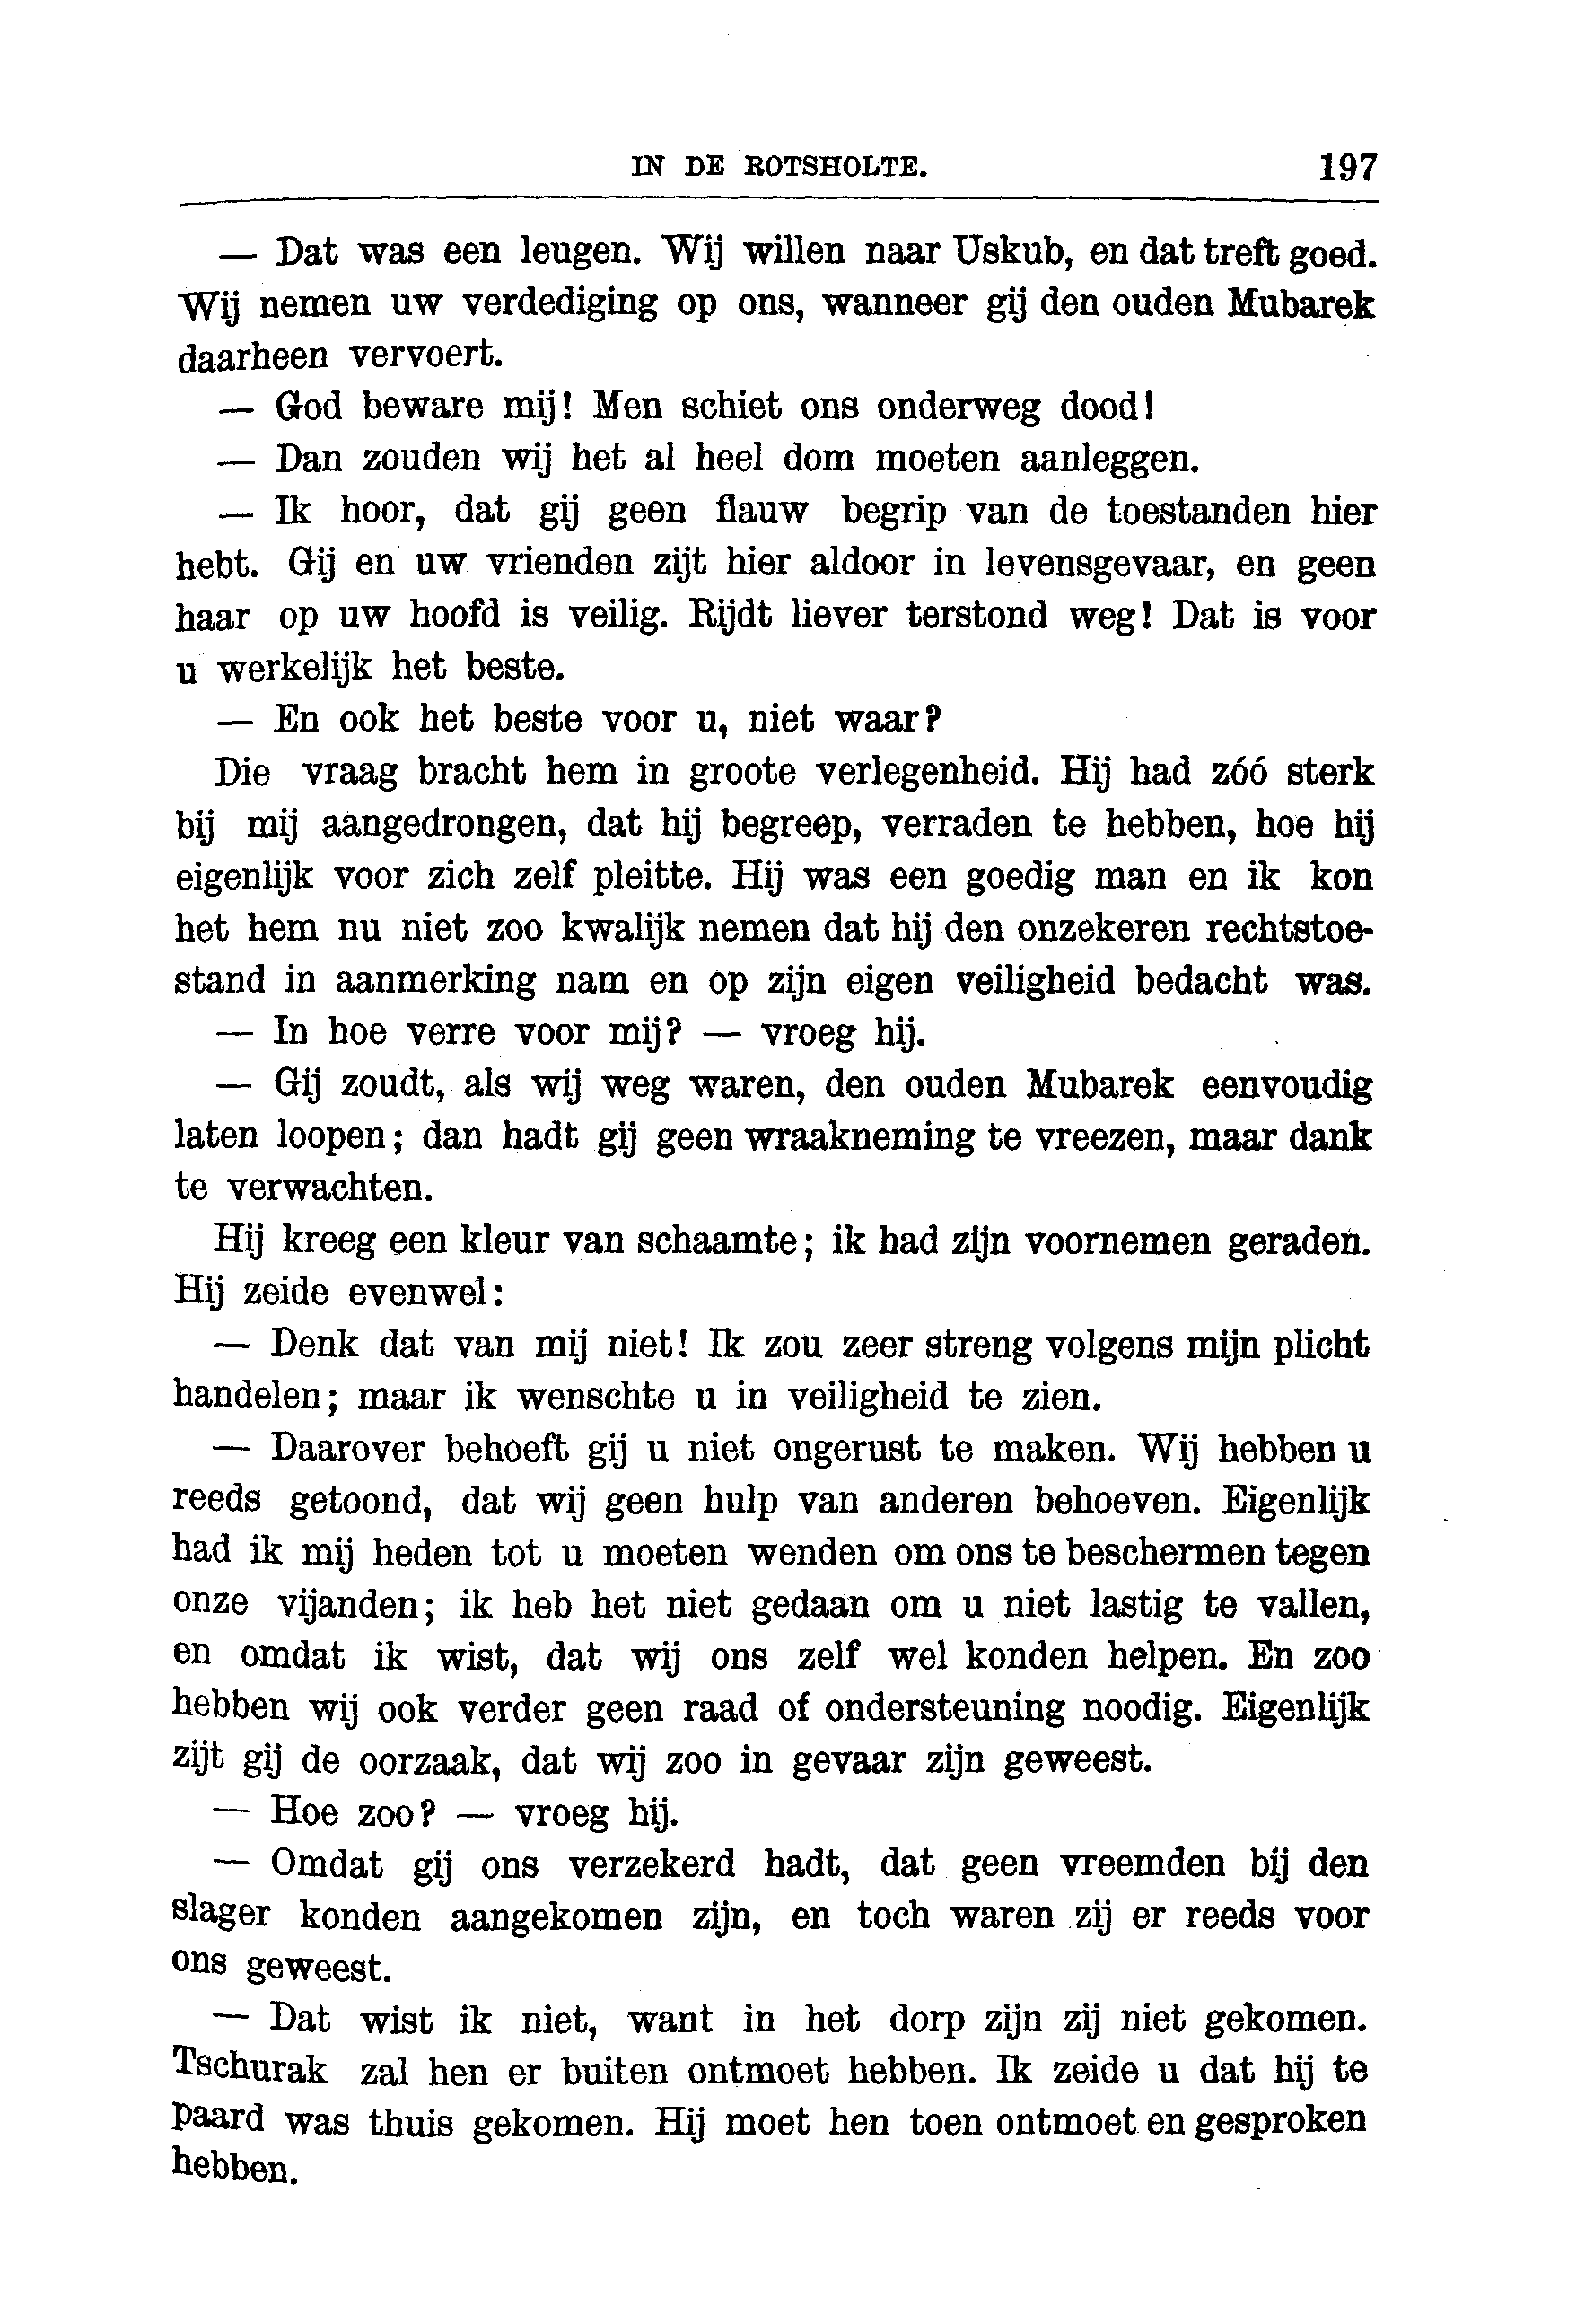 IN DE ROTSHOLTE. 197
— Dat was een leugen. Wij willen naar Uskub, en dat treft goed.
Wij nemen uw verdediging op ons, wanneer gij den ouden Mubarek
daarheen vervoert.
— God beware mij! Men schiet ons onderweg dood!
— Dan zouden wij het al heel dom moeten aanleggen.
— Ik hoor, dat gij geen flauw begrip van de toestanden hier
hebt. Gij en uw vrienden zijt hier aldoor in levensgevaar, en geen
haar op uw hoofd is veilig. Rijdt liever terstond weg! Dat is voor
u werkelijk het beste.
— En ook het beste voor u, niet waar?
Die vraag bracht hem in groote verlegenheid. Hij had zóó sterk
bij mij aangedrongen, dat hij begreep, verraden te hebben, hoe hij
eigenlijk voor zich zelf pleitte. Hij was een goedig man en ik kon
het hem nu niet zoo kwalijk nemen dat hij den onzekeren rechtstoe-
stand in aanmerking nam en op zijn eigen veiligheid bedacht was.
— In hoe verre voor mij? — vroeg hij.
— Gij zoudt, als wij weg waren, den ouden Mubarek eenvoudig
laten loopen; dan hadt gij geen wraakneming te vreezen, maar dank
te verwachten.
Hij kreeg een kleur van schaamte; ik had zijn voornemen geraden.
Hij zeide evenwel:
— Denk dat van mij niet! Ik zou zeer streng volgens mijn plicht
handelen; maar ik wenschte u in veiligheid te zien.
— Daarover behoeft gij u niet ongerust te maken. Wij hebben u
reeds getoond, dat wij geen hulp van anderen behoeven. Eigenlijk
had ik mij heden tot u moeten wenden om ons te beschermen tegen
onze vijanden; ik heb het niet gedaan om u niet lastig te vallen,
en omdat ik wist, dat wij ons zelf wel konden helpen. En zoo
hebben wij ook verder geen raad of ondersteuning noodig. Eigenlijk
zijt gij de oorzaak, dat wij zoo in gevaar zijn geweest.
— Hoe zoo? — vroeg hij.
— Omdat gij ons verzekerd hadt, dat geen vreemden bij den
slager konden aangekomen zijn, en toch waren zij er reeds voor
ons geweest.
— Dat wist ik niet, want in het dorp zijn zij niet gekomen.
Tschurak zal hen er buiten ontmoet hebben. Ik zeide u dat hij te
paard was thuis gekomen. Hij moet hen toen ontmoet en gesproken
hebben.